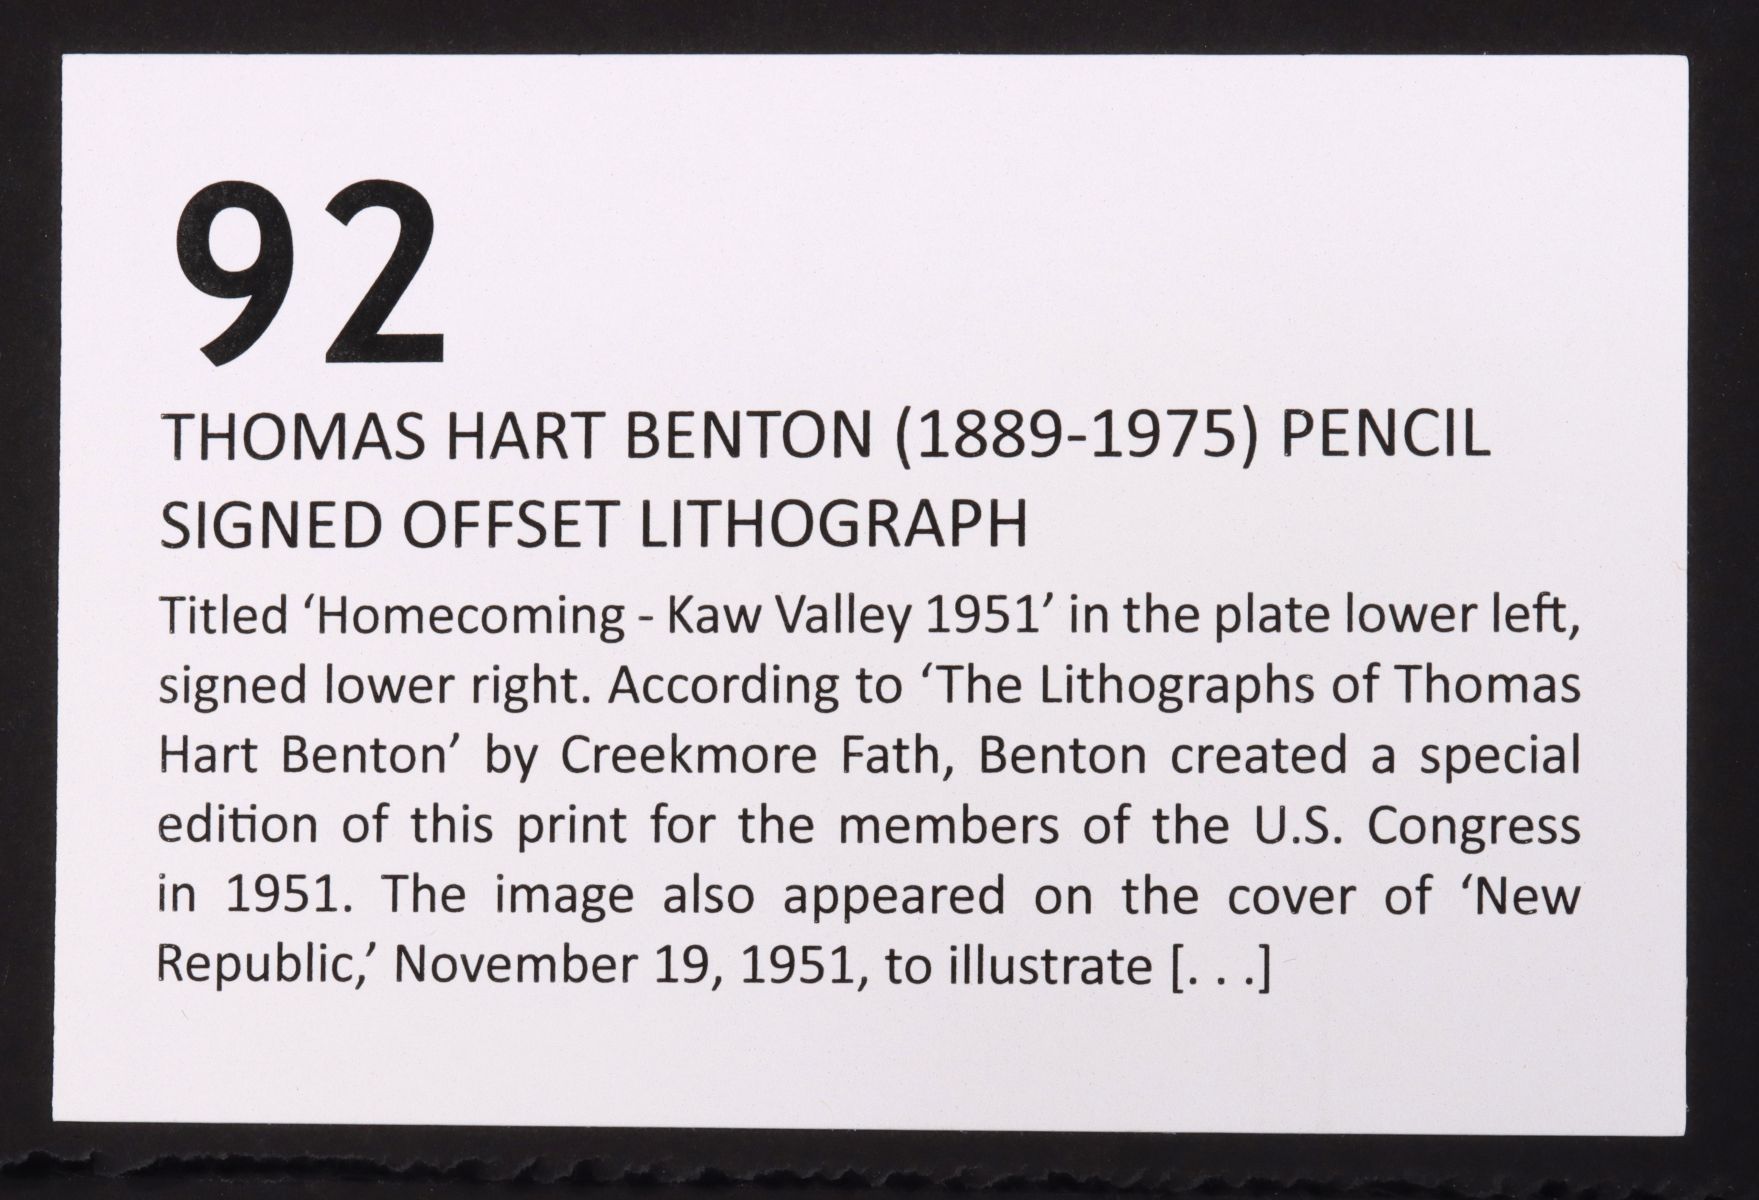 92
THOMAS HART BENTON (1889-1975) PENCIL
SIGNED OFFSET LITHOGRAPH
Titled ‘Homecoming - Kaw Valley 1951’ in the plate lower left,
signed lower right. According to ‘The Lithographs of Thomas
Hart Benton’ by Creekmore Fath, Benton created a special
edition of this print for the members of the U.S. Congress
in 1951. The image also appeared on the cover of ‘New
Republic,’ November 19, 1951, to illustrate [. . .]